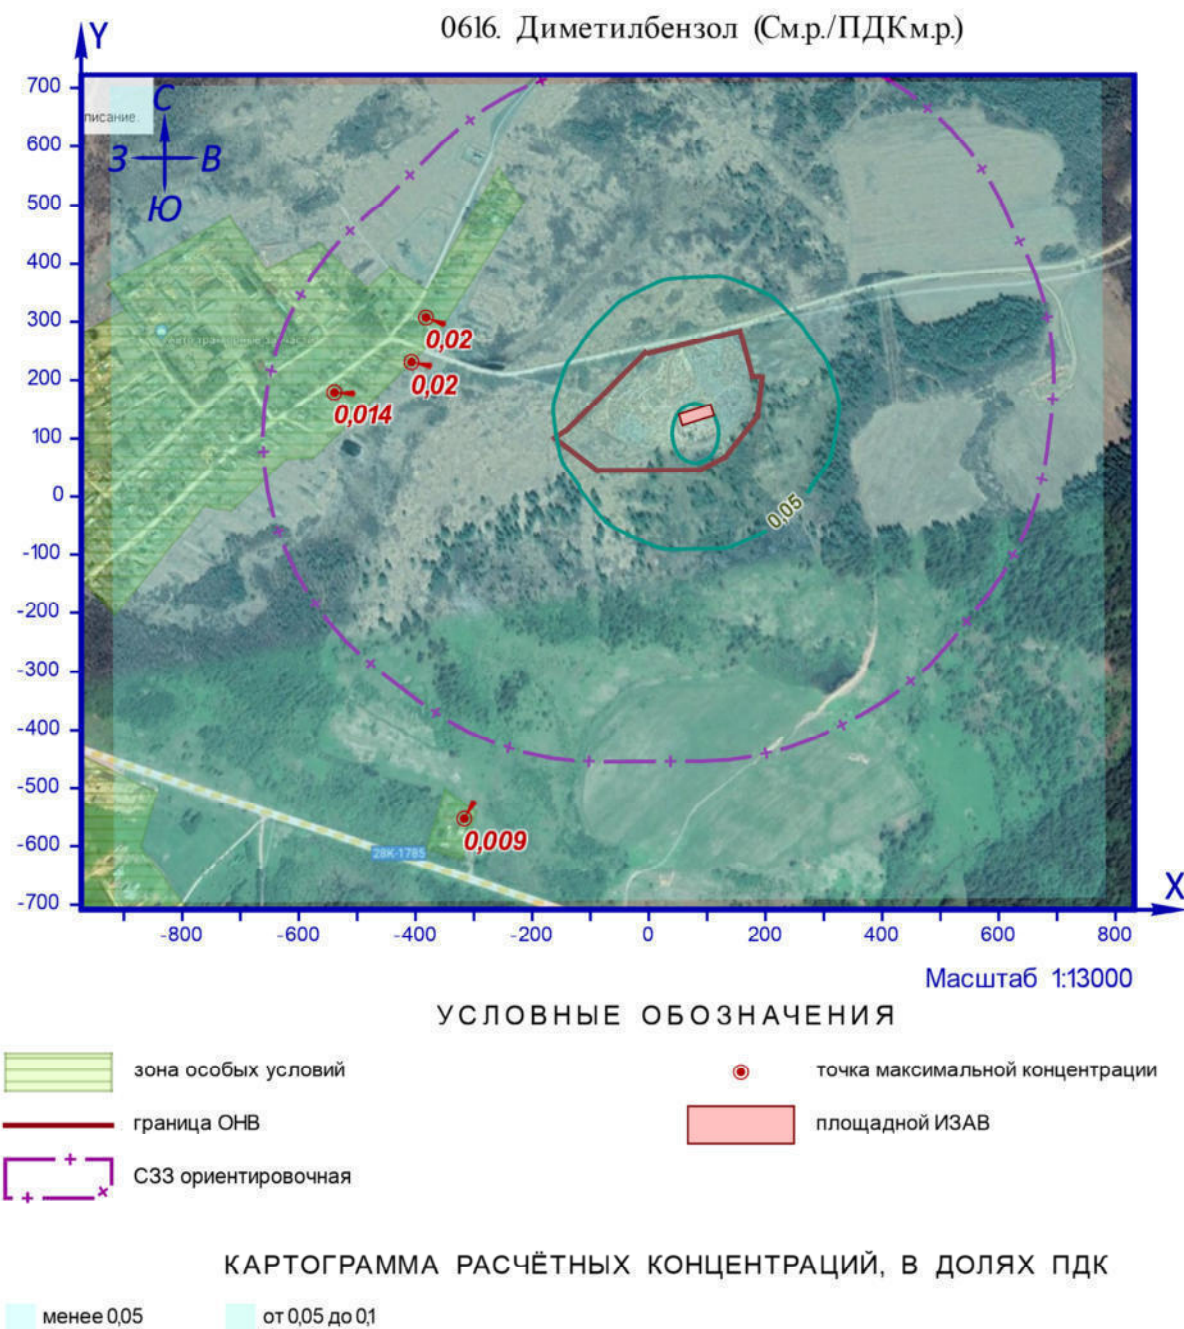 0616. Диметилбензол (См.р./ПДКм.р.)
Y
700
писание.
С
600
З В
500
Ю
400
300
0,02
200
0,02
0,014
100
0
0,05
-100
-200
-300
-400
-500
0,009
-600
28К-1785
-700
X
-800 -600 -400 -200 0 200 400 600 800
Масштаб 1:13000
УСЛОВНЫЕ ОБОЗНАЧЕНИЯ
зона особых условий
точка максимальной концентрации
граница ОНВ
площадной ИЗАВ
СЗЗ ориентировочная
КАРТОГРАММА РАСЧЁТНЫХ КОНЦЕНТРАЦИЙ, В ДОЛЯХ ПДК
менее 0,05
от 0,05 до 0,1